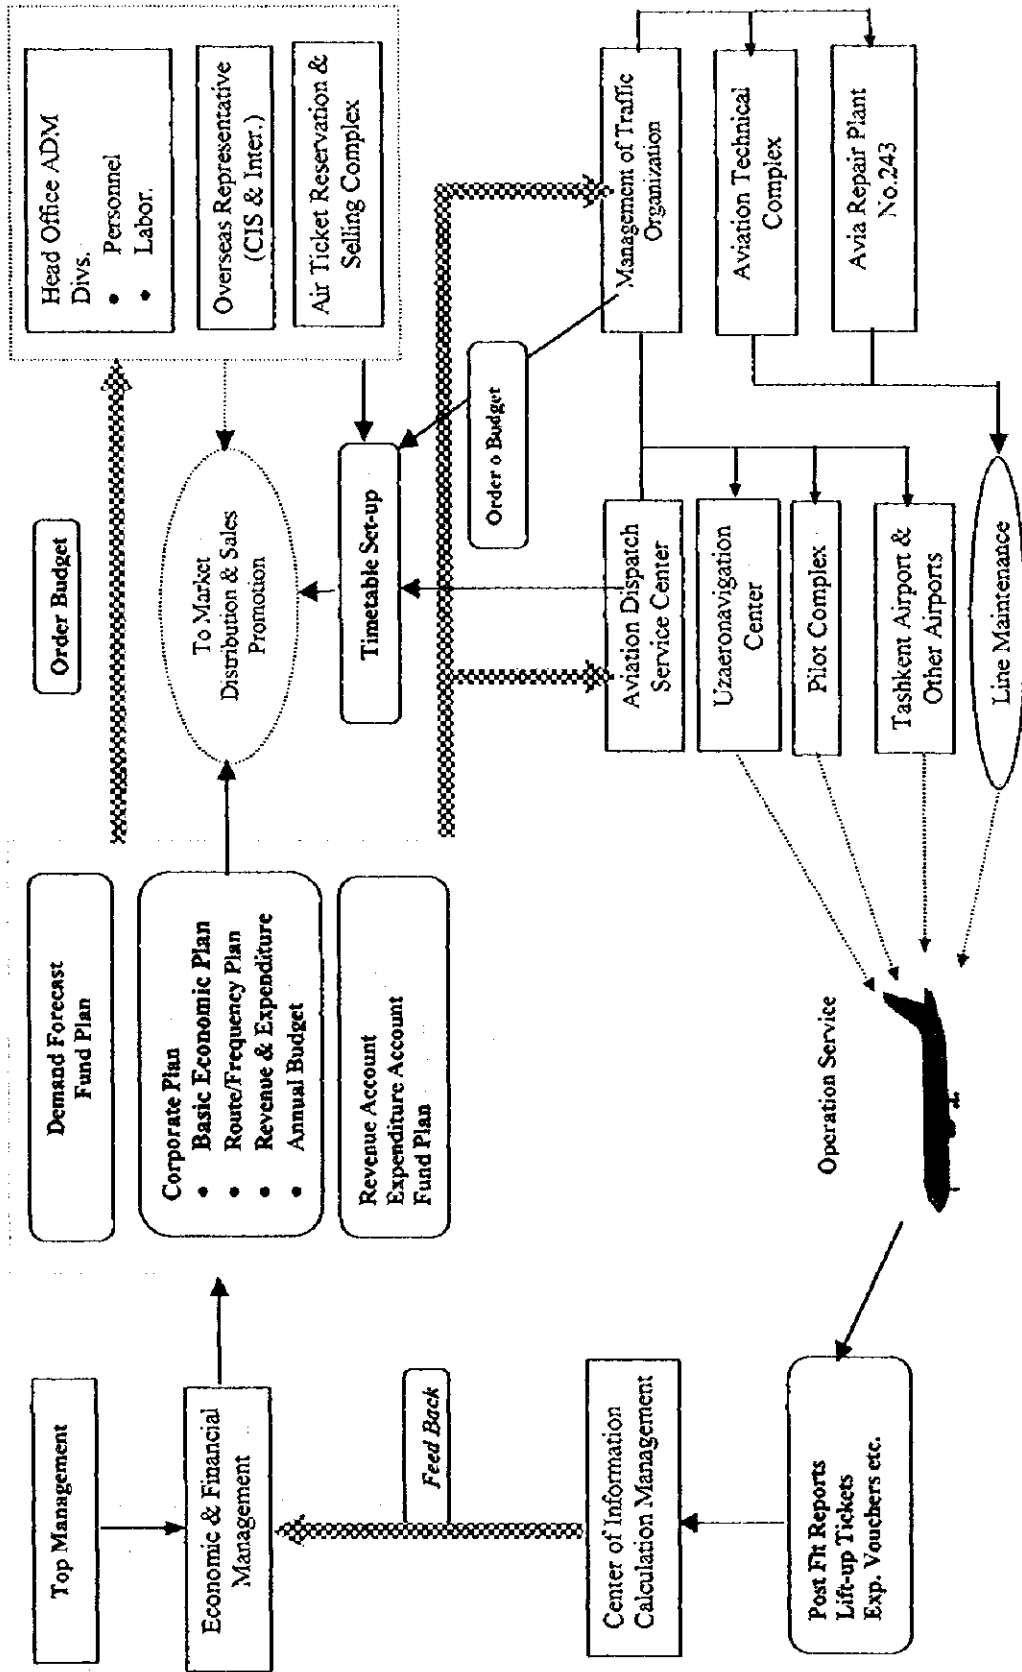 Top Management
Economic & Financial
Management
Feed Back
Center of Information
Calculation Management
Post Flt Reports
Lift-up Tickets
Exp. Vouchers etc.
Demand Forecast
Fund Plan
Corporate Plan
• Basic Economic Plan
• Route/Frequency Plan
• Revenue & Expenditure
• Annual Budget
Revenue Account
Expenditure Account
Fund Plan
Operation Service
Order Budget
To Market
Distribution & Sales
Promotion
Timetable Set-up
Order o Budget
Aviation Dispatch
Service Center
Uzaeronavigation
Center
Pilot Complex
Tashkent Airport &
Other Airports
Line Maintenance
Head Office ADM
Divs.
• Personnel
• Labor.
Overseas Representative
(CIS & Inter.)
Air Ticket Reservation &
Selling Complex
Management of Traffic
Organization
Aviation Technical
Complex
Avia Repair Plant
No.243